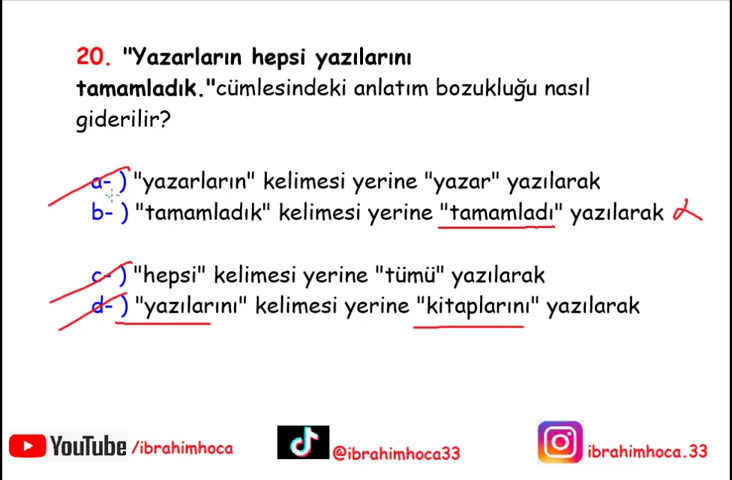 20. "Yazarların hepsi yazılarını
tamamladık."cümlesindeki anlatım bozukluğu nasıl
giderilir?
a- ) "yazarların" kelimesi yerine "yazar" yazılarak
b- ) "tamamladık" kelimesi yerine "tamamladı" yazılarak
c- ) "hepsi" kelimesi yerine "tümü" yazılarak
d- ) "yazılarını" kelimesi yerine "kitaplarını" yazılarak
YouTube /ibrahimhoca
@ibrahimhoca33
ibrahimhoca.33